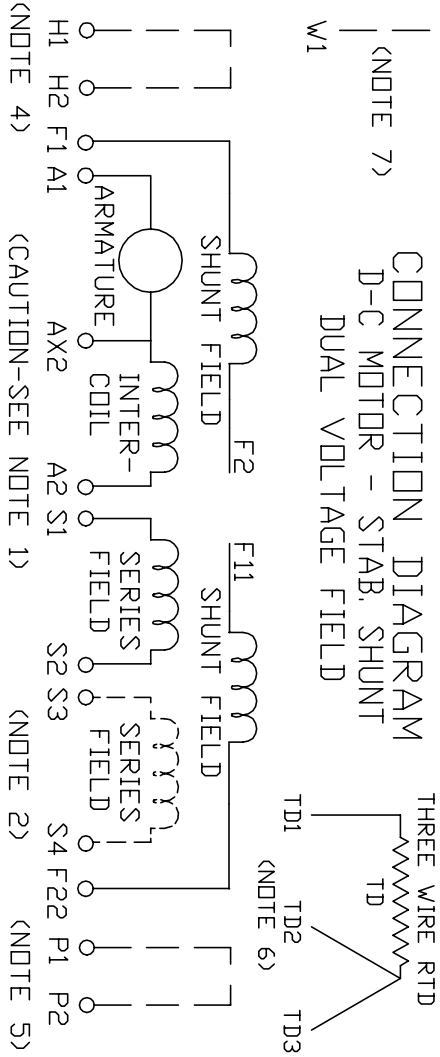 CONNECTION DIAGRAM
D-C MOTOR - STAB. SHUNT
DUAL VOLTAGE FIELD
W1
(NOTE 7)
THREE WIRE RTD
TD
TD1
TD2
TD3
(NOTE 6)
F2
F11
SHUNT FIELD
SHUNT FIELD
ARMATURE
INTER-
COIL
SERIES
FIELD
SERIES
FIELD
H1
H2
F1
A1
AX2
A2
S1
S2
S3
S4
F22
P1
P2
(NOTE 4)
(CAUTION-SEE NOTE 1)
(NOTE 2)
(NOTE 5)